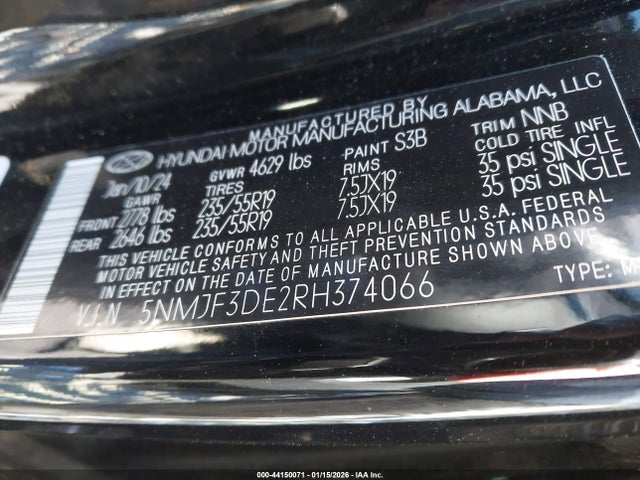 MANUFACTURED BY
HYUNDAI MOTOR MANUFACTURING ALABAMA, LLC
Jan/10/24 GVWR 4629 lbs PAINT S3B TRIM NNB
GAWR TIRES RIMS COLD TIRE INFL
FRONT 2778 lbs 235/55R19 7.5JX19 35 psi SINGLE
REAR 2646 lbs 235/55R19 7.5JX19 35 psi SINGLE
THIS VEHICLE CONFORMS TO ALL APPLICABLE U.S.A. FEDERAL
MOTOR VEHICLE SAFETY AND THEFT PREVENTION STANDARDS
IN EFFECT ON THE DATE OF MANUFACTURE SHOWN ABOVE.
V.I.N 5NMJF3DE2RH374066 TYPE:
000-44150071 - 01/15/2026 - IAA Inc.